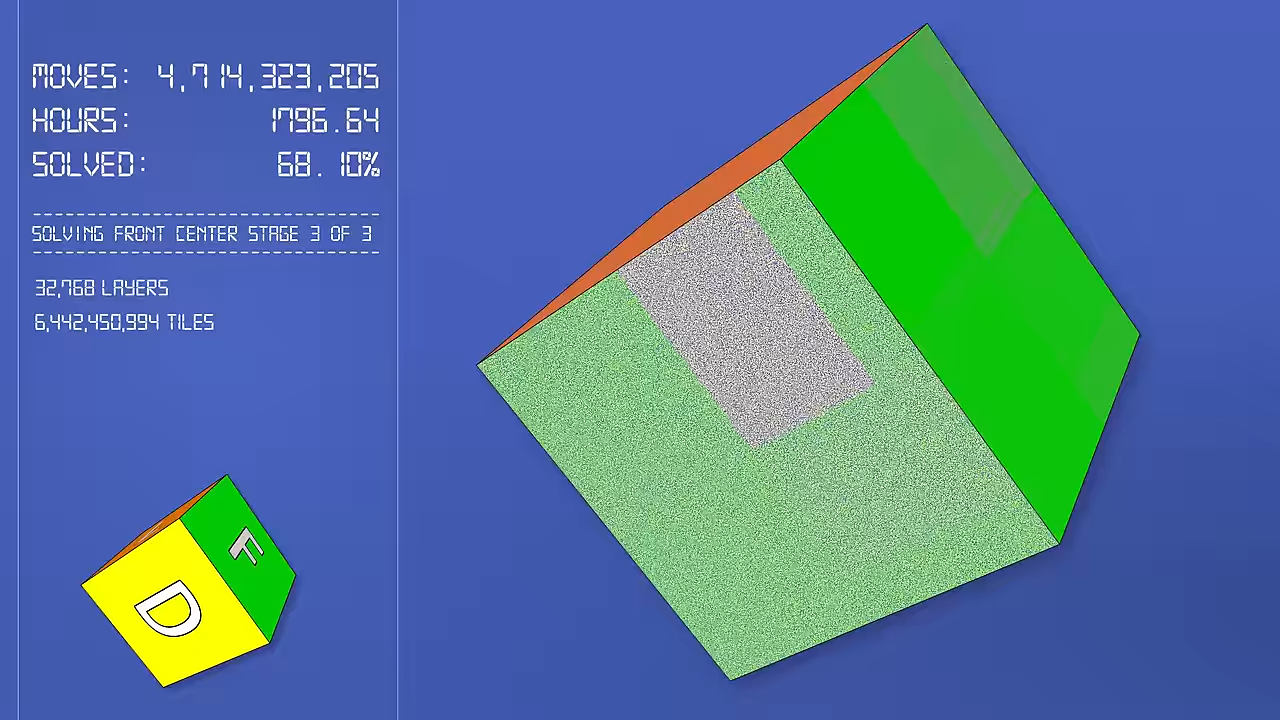 MOVES: 4,714,323,205
HOURS: 1796.64
SOLVED: 68.10%
SOLVING FRONT CENTER STAGE 3 OF 3
32,768 LAYERS
6,442,450,994 TILES
D
F